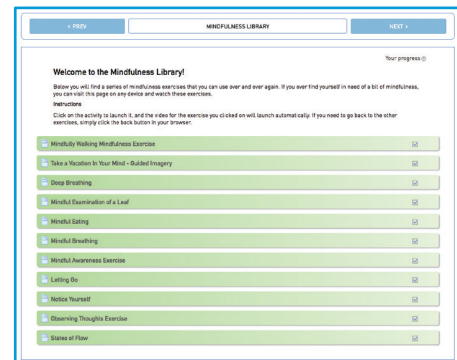 < PREV
MINDFULNESS LIBRARY
NEXT >
Your progress
Welcome to the Mindfulness Library!
Below you will find a series of mindfulness exercises that you can use over and over again. If you ever find yourself in need of a bit of mindfulness,
you can visit this page on any device and watch these exercises.
Instructions
Click on the activity to launch it, and the video for the exercise you clicked on will launch automatically. If you need to go back to the other
exercises, simply click the back button in your browser.
Mindfully Walking Mindfulness Exercise
Take a Vacation In Your Mind - Guided Imagery
Deep Breathing
Mindful Examination of a Leaf
Mindful Eating
Mindful Breathing
Mindful Awareness Exercise
Letting Go
Notice Yourself
Observing Thoughts Exercise
States of Flow